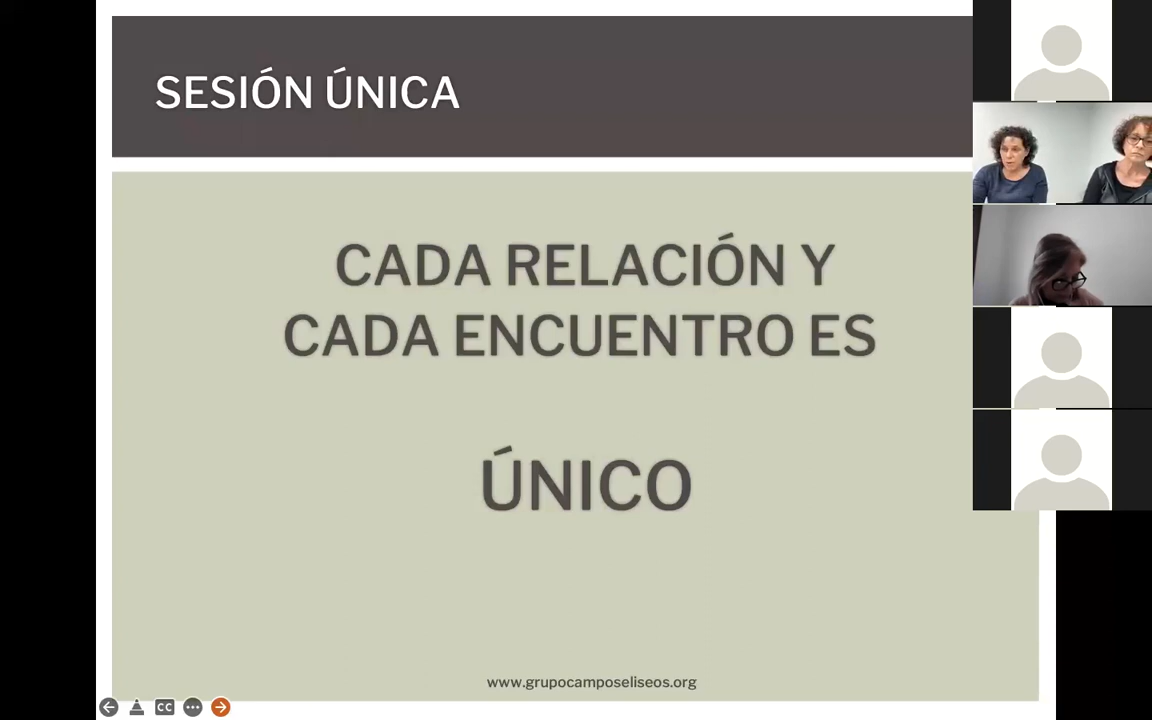 SESIÓN ÚNICA
CADA RELACIÓN Y
CADA ENCUENTRO ES
ÚNICO
www.grupocamposeliseos.org
CC